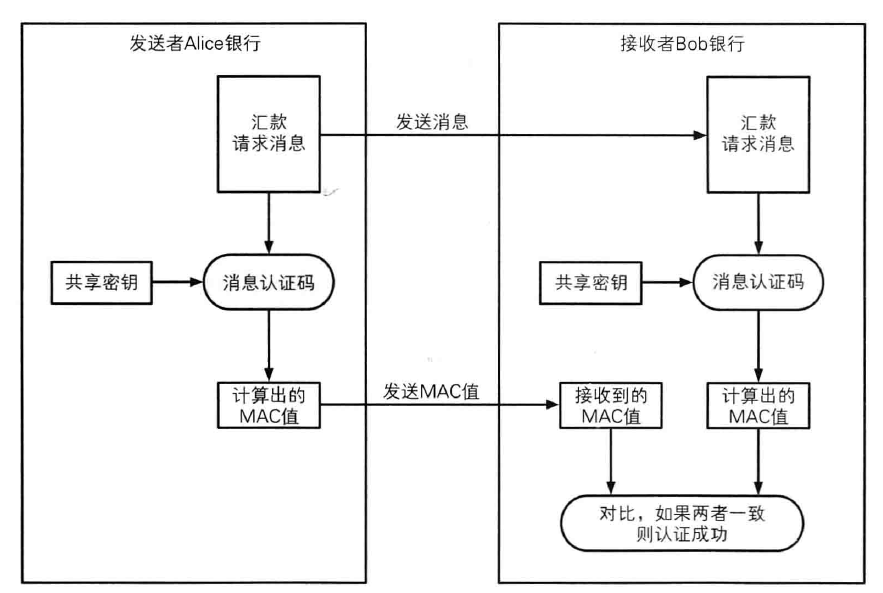 发送者Alice银行
接收者Bob银行
汇款
请求消息
发送消息
汇款
请求消息
共享密钥
消息认证码
共享密钥
消息认证码
计算出的
MAC值
发送MAC值
接收到的
MAC值
计算出的
MAC值
对比，如果两者一致
则认证成功